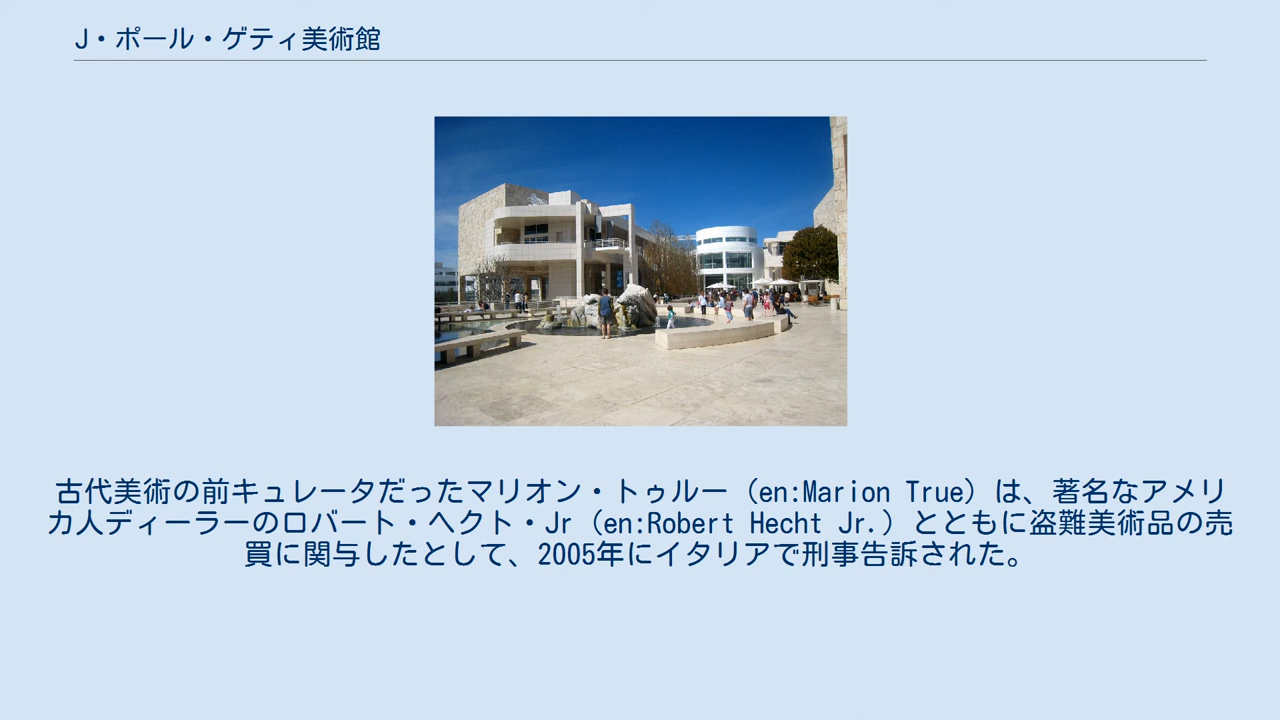 J・ポール・ゲティ美術館
古代美術の前キュレータだったマリオン・トゥルー（en:Marion True）は、著名なアメリ
カ人ディーラーのロバート・ヘクト・Jr（en:Robert Hecht Jr.）とともに盗難美術品の売
買に関与したとして、2005年にイタリアで刑事告訴された。